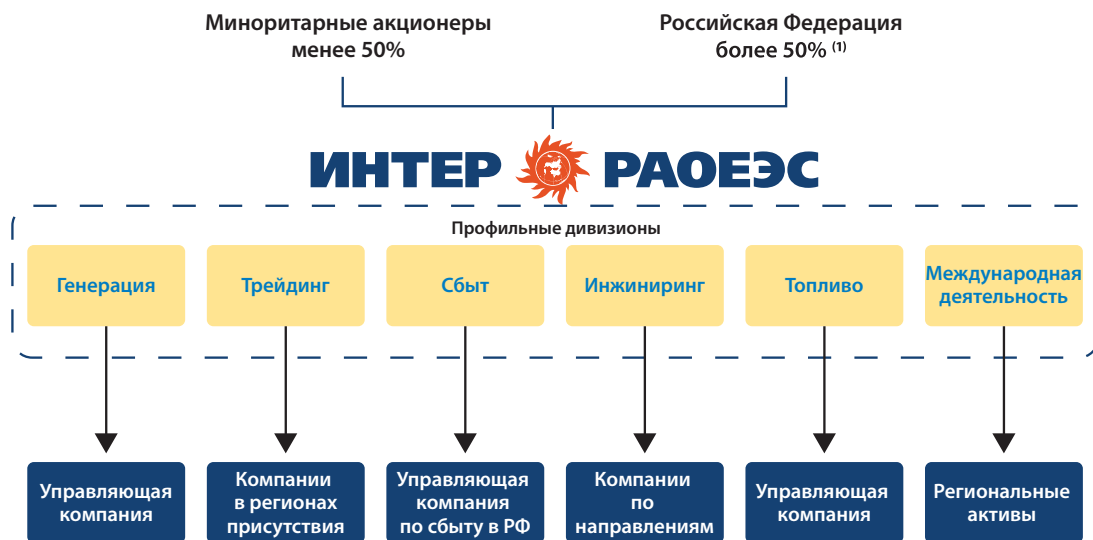 Миноритарные акционеры
менее 50%
Российская Федерация
более 50% (1)
ИНТЕР РАОЕЭС
Профильные дивизионы
Генерация
Трейдинг
Сбыт
Инжиниринг
Топливо
Международная
деятельность
Управляющая
компания
Компании
в регионах
присутствия
Управляющая
компания
по сбыту в РФ
Компании
по
направлениям
Управляющая
компания
Региональные
активы